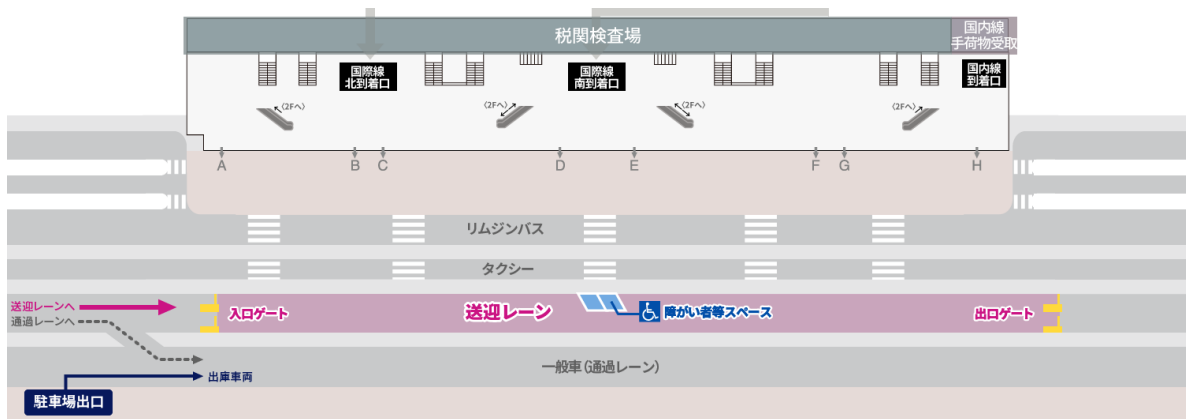 税関検査場
国内線
手荷物受取
国際線
北到着口
国際線
南到着口
国内線
到着口
(2Fへ)
(2Fへ)
(2Fへ)
(2Fへ)
A
B
C
D
E
F
G
H
リムジンバス
タクシー
送迎レーンへ
通過レーンへ
入口ゲート
送迎レーン
障がい者等スペース
出口ゲート
一般車(通過レーン)
出庫車両
駐車場出口